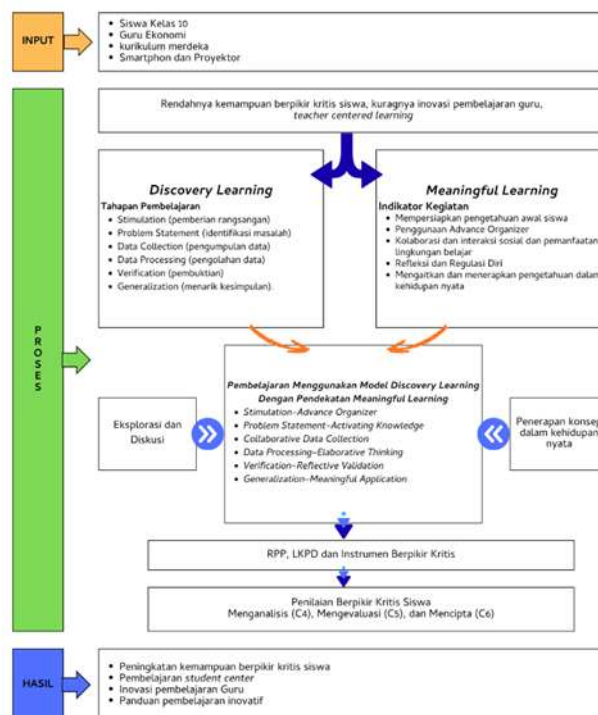 INPUT
• Siswa Kelas 10
• Guru Ekonomi
• kurikulum merdeka
• Smartphon dan Proyektor
PROSES
Rendahnya kemampuan berpikir kritis siswa, kuragnya inovasi pembelajaran guru,
teacher centered learning
Discovery Learning
Tahapan Pembelajaran
• Stimulation (pemberian rangsangan)
• Problem Statement (identifikasi masalah)
• Data Collection (pengumpulan data)
• Data Processing (pengolahan data)
• Verification (pembuktian)
• Generalization (menarik kesimpulan).
Meaningful Learning
Indikator Kegiatan
• Mempersiapkan pengetahuan awal siswa
• Penggunaan Advance Organizer
• Kolaborasi dan interaksi sosial dan pemanfaatan
lingkungan belajar
• Refleksi dan Regulasi Diri
• Mengaitkan dan menerapkan pengetahuan dalam
kehidupan nyata
Eksplorasi dan
Diskusi
Pembelajaran Menggunakan Model Discovery Learning
Dengan Pendekatan Meaningful Learning
• Stimulation–Advance Organizer
• Problem Statement–Activating Knowledge
• Collaborative Data Collection
• Data Processing–Elaborative Thinking
• Verification–Reflective Validation
• Generalization–Meaningful Application
Penerapan konsep
dalam kehidupan
nyata
RPP, LKPD dan Instrumen Berpikir Kritis
Penilaian Berpikir Kritis Siswa
Menganalisis (C4), Mengevaluasi (C5), dan Mencipta (C6)
HASIL
• Peningkatan kemampuan berpikir kritis siswa
• Pembelajaran student center
• Inovasi pembelajaran Guru
• Panduan pembelajaran inovatif